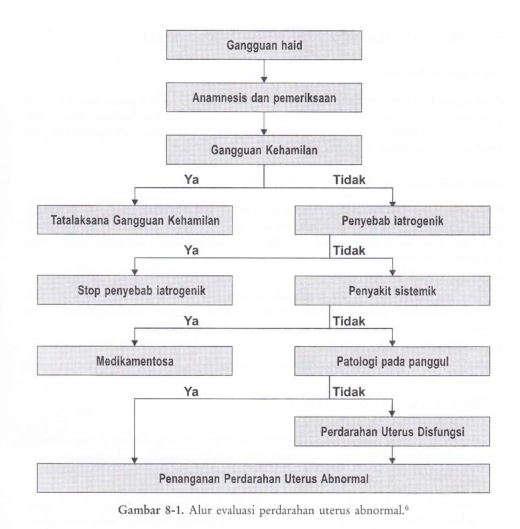 Gangguan haid
Anamnesis dan pemeriksaan
Gangguan Kehamilan
Ya Tidak
Tatalaksana Gangguan Kehamilan Penyebab iatrogenik
Ya Tidak
Stop penyebab iatrogenik Penyakit sistemik
Ya Tidak
Medikamentosa Patologi pada panggul
Ya Tidak
Perdarahan Uterus Disfungsi
Penanganan Perdarahan Uterus Abnormal
Gambar 8-1. Alur evaluasi perdarahan uterus abnormal.⁶